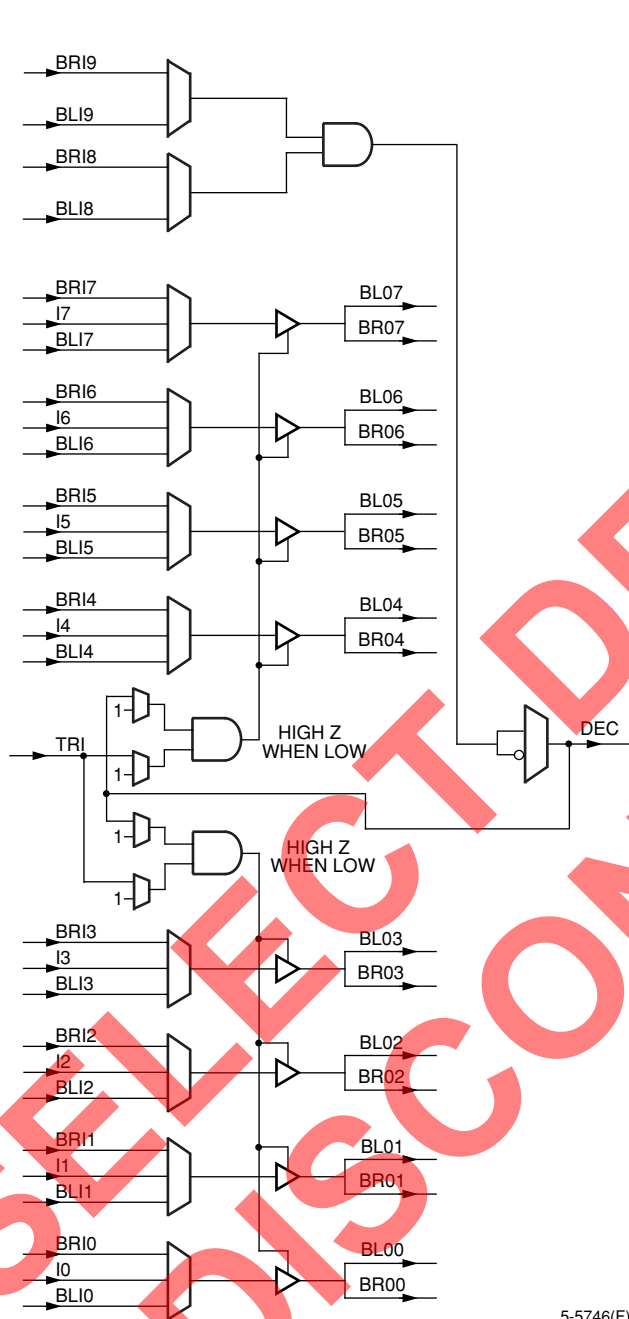 BRI9
BLI9
BRI8
BLI8
BRI7
I7
BLI7
BL07
BR07
BRI6
I6
BLI6
BL06
BR06
BRI5
I5
BLI5
BL05
BR05
BRI4
I4
BLI4
BL04
BR04
1
TRI
1
HIGH Z
WHEN LOW
DEC
1
HIGH Z
WHEN LOW
1
BRI3
I3
BLI3
BL03
BR03
BRI2
I2
BLI2
BL02
BR02
BRI1
I1
BLI1
BL01
BR01
BRI0
I0
BLI0
BL00
BR00
5-5746(F)
SELECT DE
DISCON